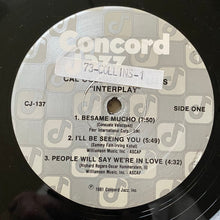 Concord
JAZZ
73-COLLINS-1
CAL COLLINS
"INTERPLAY"
CJ-137
SIDE ONE
1. BESAME MUCHO (7:50)
(Consuelo Velazquez)
Peer International Corp. · BMI
2. I'LL BE SEEING YOU (5:49)
(Sammy Fain-Irving Kahal)
Williamson Music, Inc. - ASCAP
3. PEOPLE WILL SAY WE'RE IN LOVE (4:32)
(Richard Rogers-Oscar Hammerstein, II)
Williamson Music, Inc. - ASCAP
℗ 1981 Concord Jazz, Inc.